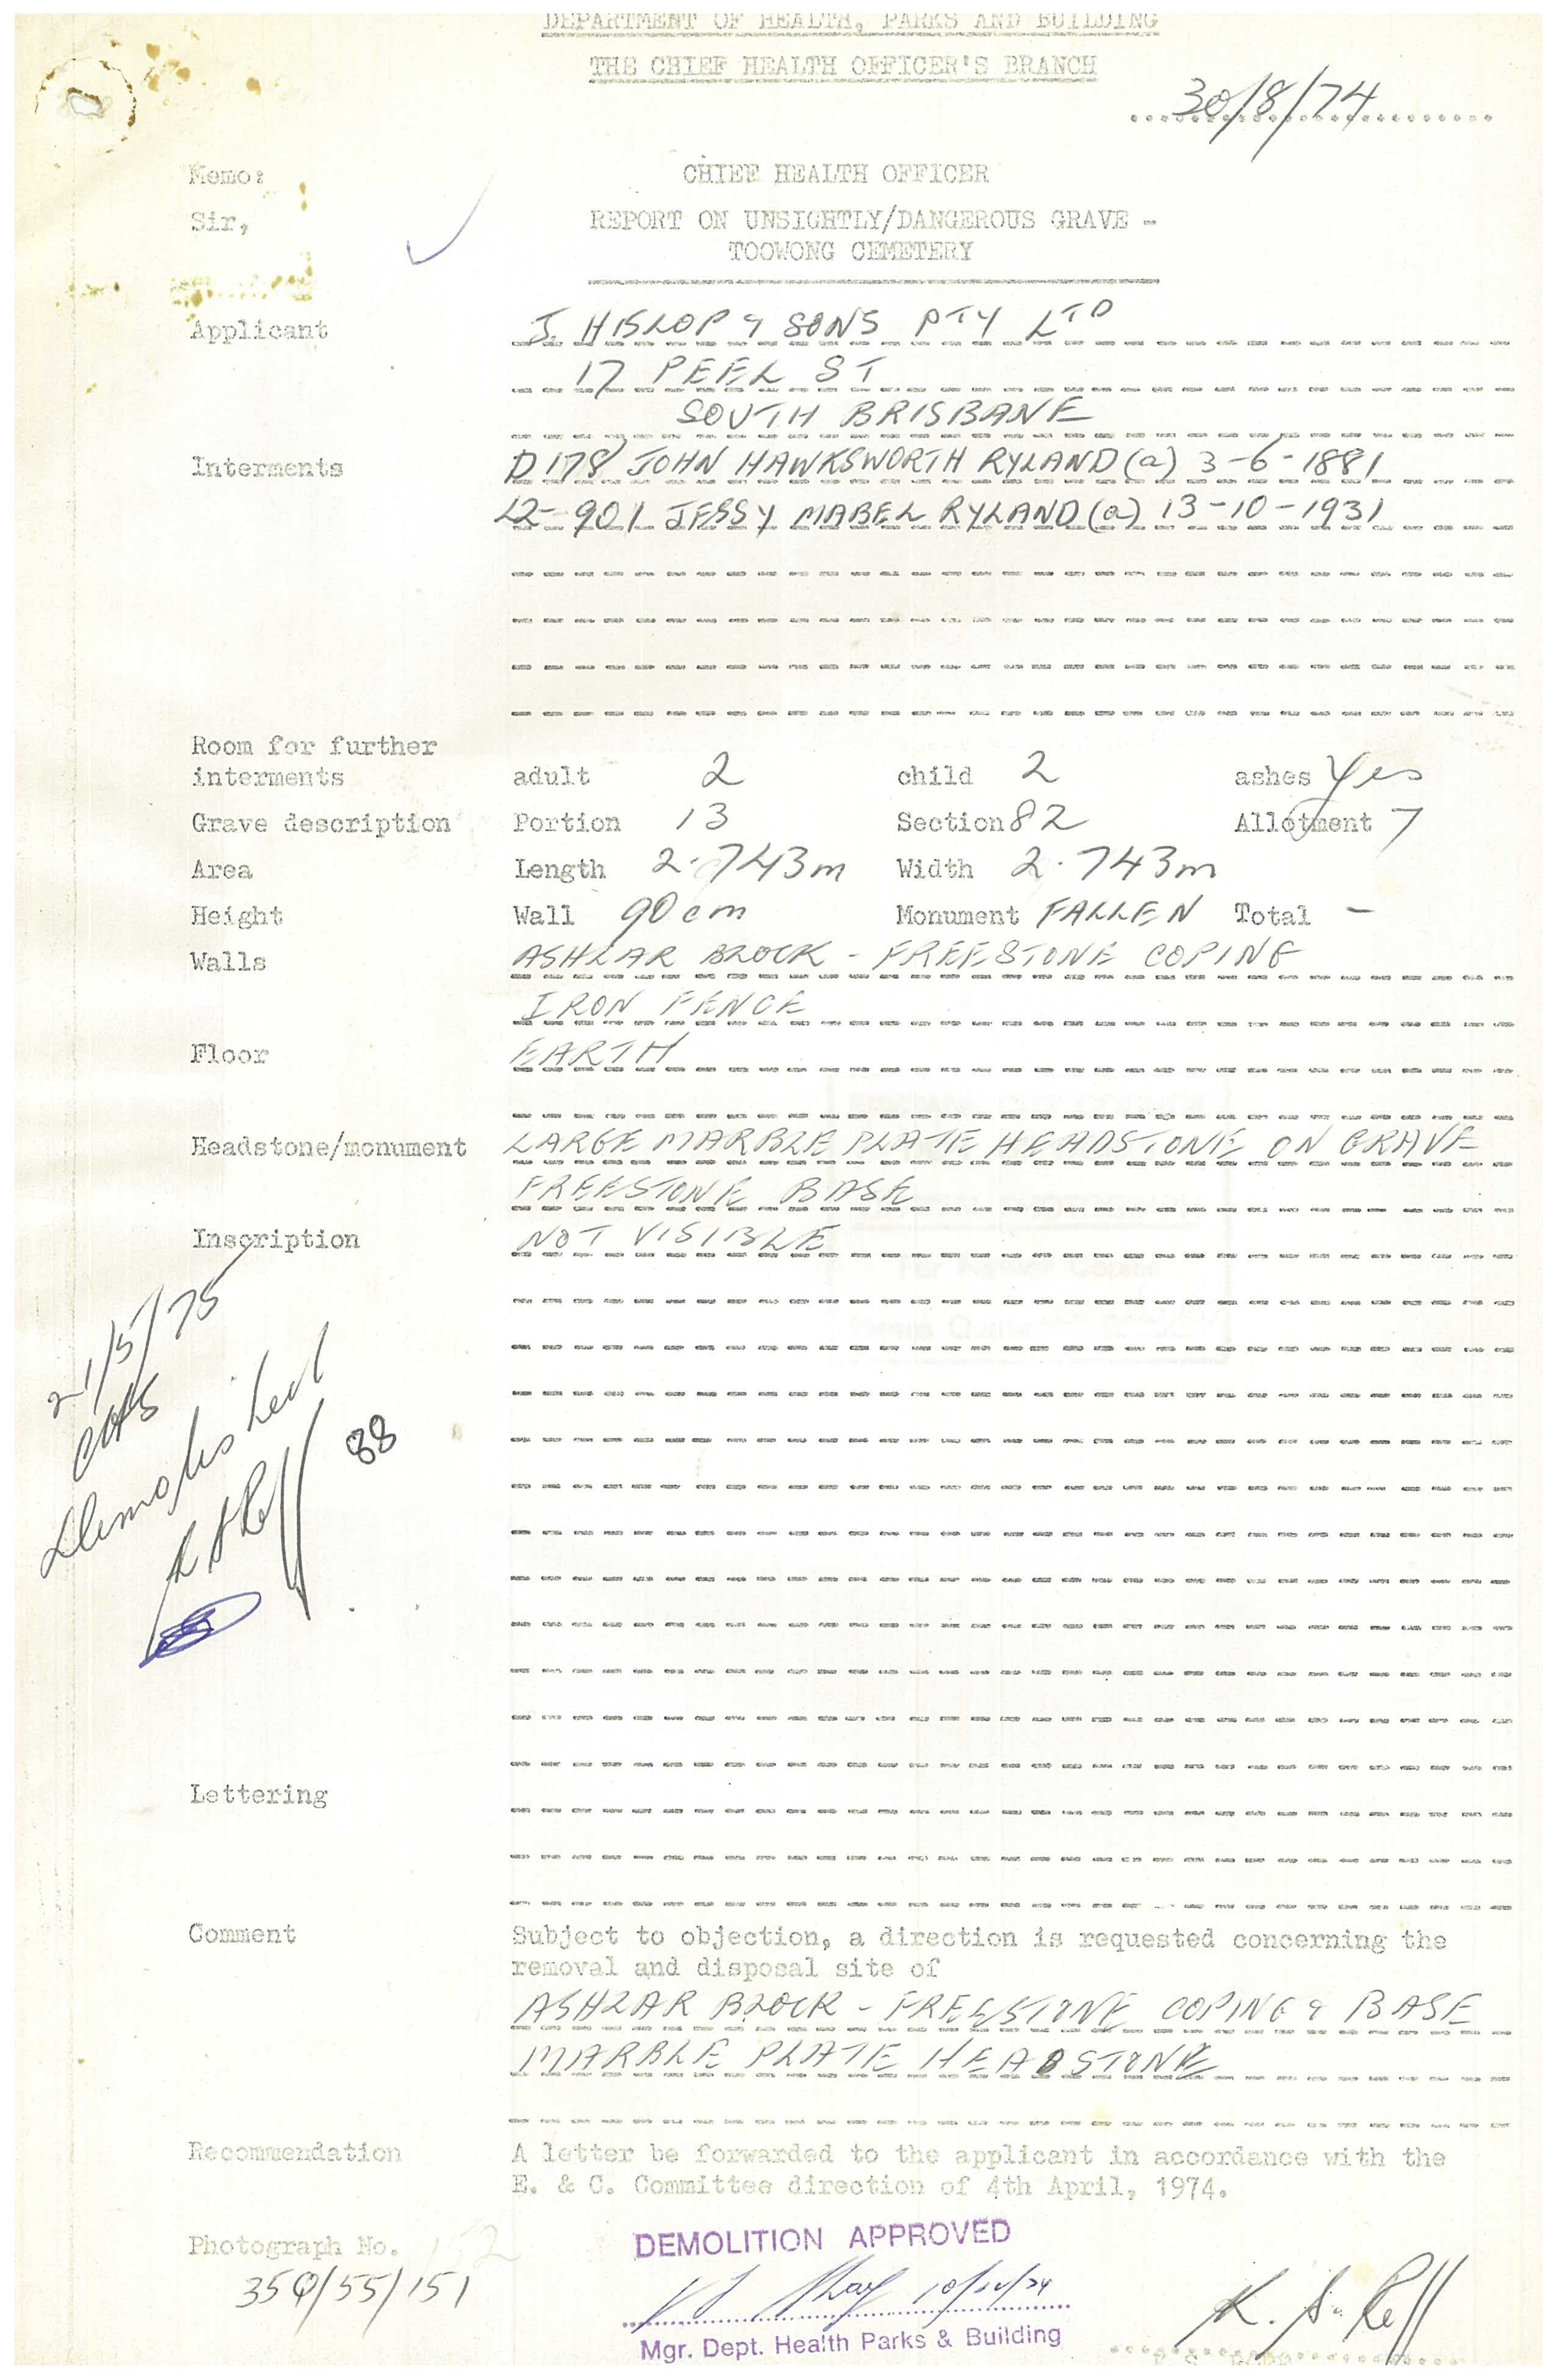 DEPARTMENT OF HEALTH, PARKS AND BUILDING
THE CHIEF HEALTH OFFICER'S BRANCH
30/8/74
Memo:
CHIEF HEALTH OFFICER
Sir,
REPORT ON UNSIGHTLY/DANGEROUS GRAVE -
TOOWONG CEMETERY
Applicant J. HISLOP & SONS PTY LTD
17 PEEL ST
SOUTH BRISBANE
Interments D178 JOHN HAWKSWORTH RYLAND (a) 3-6-1881
L2-901 JESSY MABEL RYLAND (a) 13-10-1931
Room for further
interments adult 2 child 2 ashes Yes
Grave description Portion 13 Section 82 Allotment 7
Area Length 2.743m Width 2.743m
Height Wall 90cm Monument FALLEN Total -
Walls ASHLAR BLOCK - FREESTONE COPING
IRON FENCE
Floor EARTH
Headstone/monument LARGE MARBLE PLATE HEADSTONE ON GRAVE
FREESTONE BASE
Inscription NOT VISIBLE
21/5/75
Demolished
88
Lettering
Comment Subject to objection, a direction is requested concerning the
removal and disposal site of
ASHLAR BLOCK - FREESTONE COPING & BASE
MARBLE PLATE HEADSTONE
Recommendation A letter be forwarded to the applicant in accordance with the
E. & C. Committee direction of 4th April, 1974.
Photograph No. 152
350/55/151
DEMOLITION APPROVED
10/12/74
Mgr. Dept. Health Parks & Building